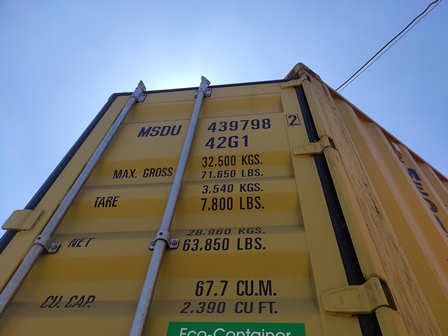 MSDU 439798 2
42G1
32.500 KGS.
MAX. GROSS 71.650 LBS.
3.540 KGS.
TARE 7.800 LBS.
28.960 KGS.
NET 63,850 LBS.
67.7 CU.M.
CU. CAP. 2.390 CU FT.
Eco-Container